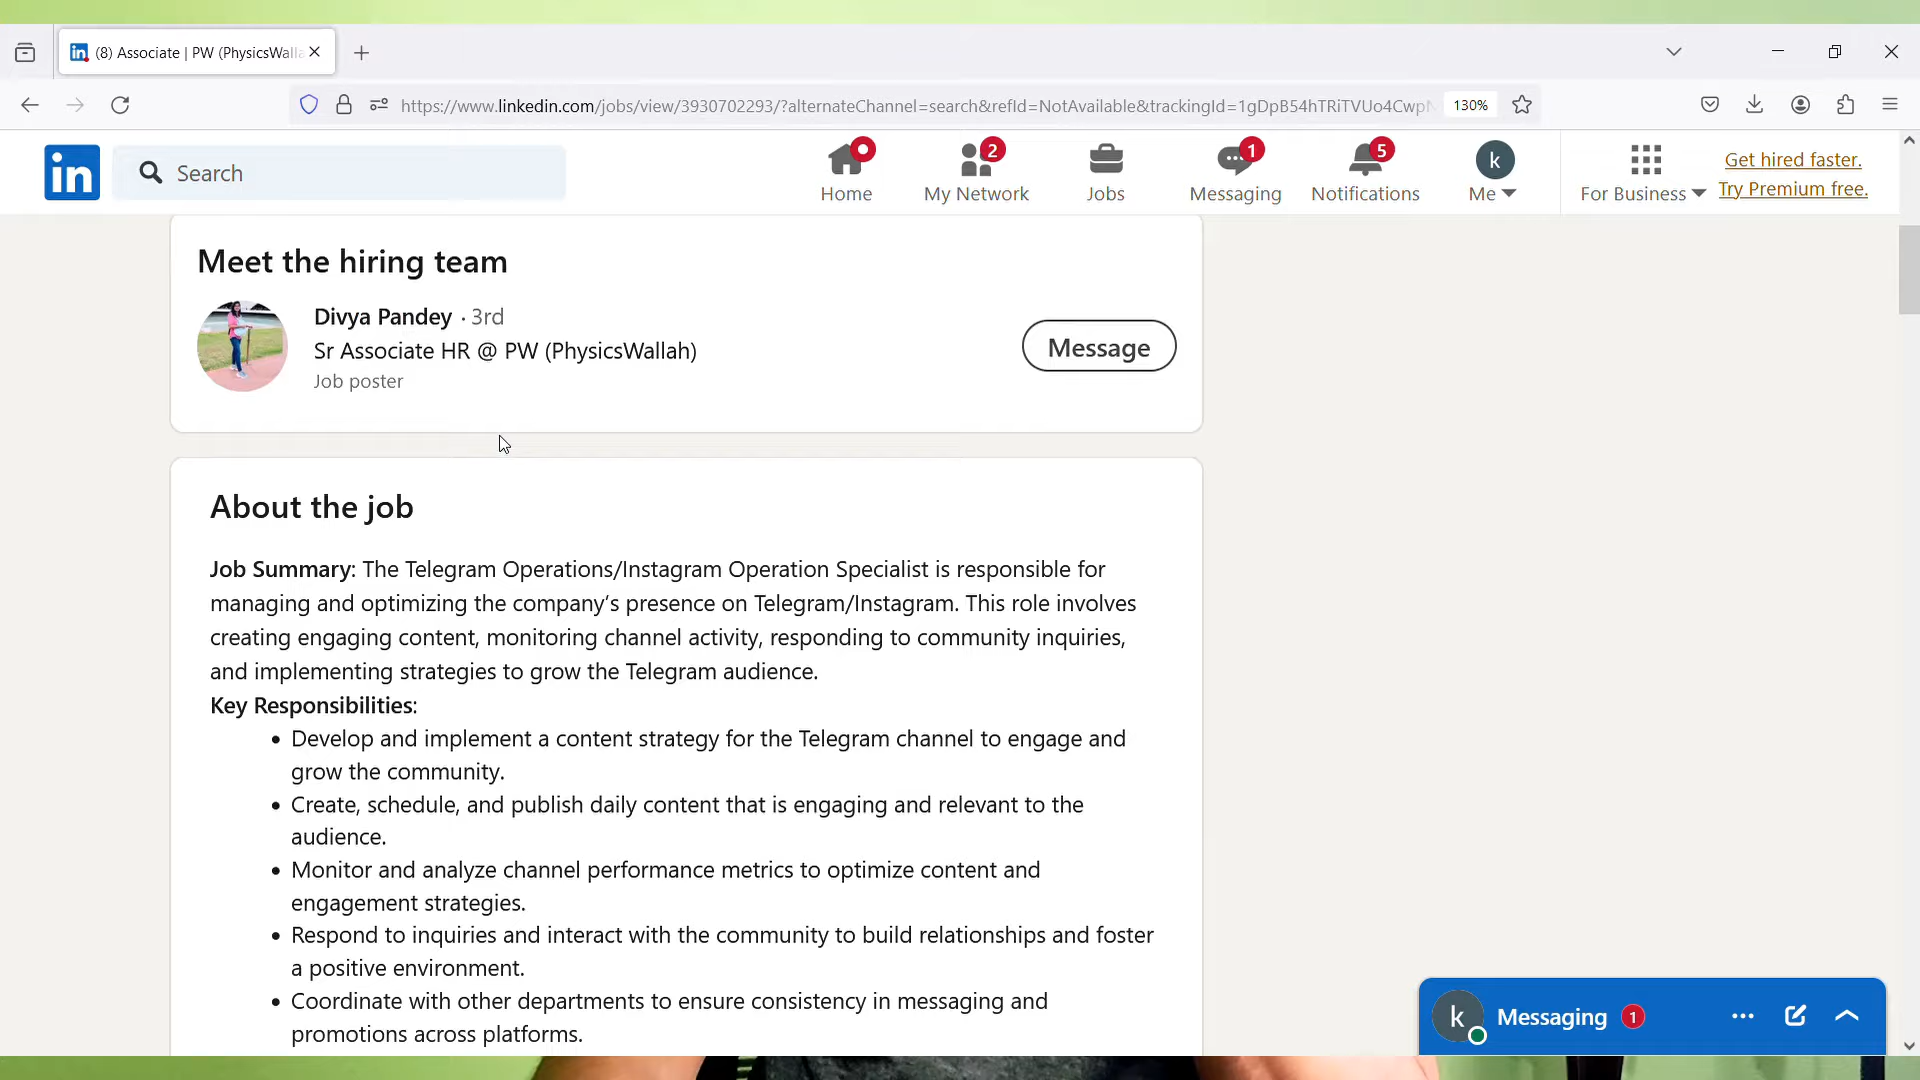 (8) Associate | PW (PhysicsWalla
https://www.linkedin.com/jobs/view/3930702293/?alternateChannel=search&refId=NotAvailable&trackingId=1gDpB54hTRiTVUo4Cwp
130%
in
Search
Home
2
My Network
Jobs
1
Messaging
5
Notifications
k
Me
For Business
Get hired faster.
Try Premium free.
Meet the hiring team
Divya Pandey · 3rd
Sr Associate HR @ PW (PhysicsWallah)
Job poster
Message
About the job
Job Summary: The Telegram Operations/Instagram Operation Specialist is responsible for
managing and optimizing the company’s presence on Telegram/Instagram. This role involves
creating engaging content, monitoring channel activity, responding to community inquiries,
and implementing strategies to grow the Telegram audience.
Key Responsibilities:
• Develop and implement a content strategy for the Telegram channel to engage and
grow the community.
• Create, schedule, and publish daily content that is engaging and relevant to the
audience.
• Monitor and analyze channel performance metrics to optimize content and
engagement strategies.
• Respond to inquiries and interact with the community to build relationships and foster
a positive environment.
• Coordinate with other departments to ensure consistency in messaging and
promotions across platforms.
k
Messaging 1